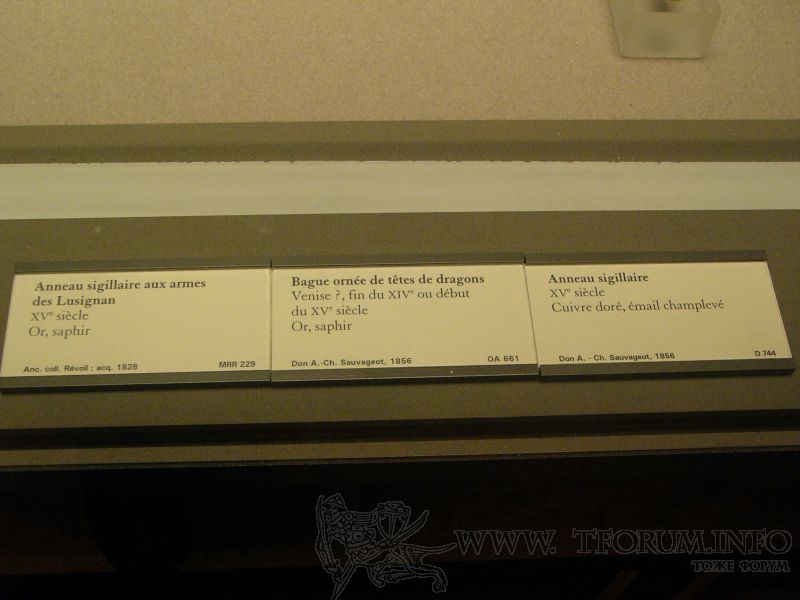 Anneau sigillaire aux armes
des Lusignan
XVe siècle
Or, saphir
Anc. coll. Révoil ; acq. 1828 MRR 229
Bague ornée de têtes de dragons
Venise ?, fin du XIVe ou début
du XVe siècle
Or, saphir
Don A.-Ch. Sauvageot, 1856 OA 661
Anneau sigillaire
XVe siècle
Cuivre doré, émail champlevé
Don A. - Ch. Sauvageot, 1856 D 744
WWW. TFORUM.INFO
ТОЖЕ ФОРУМ